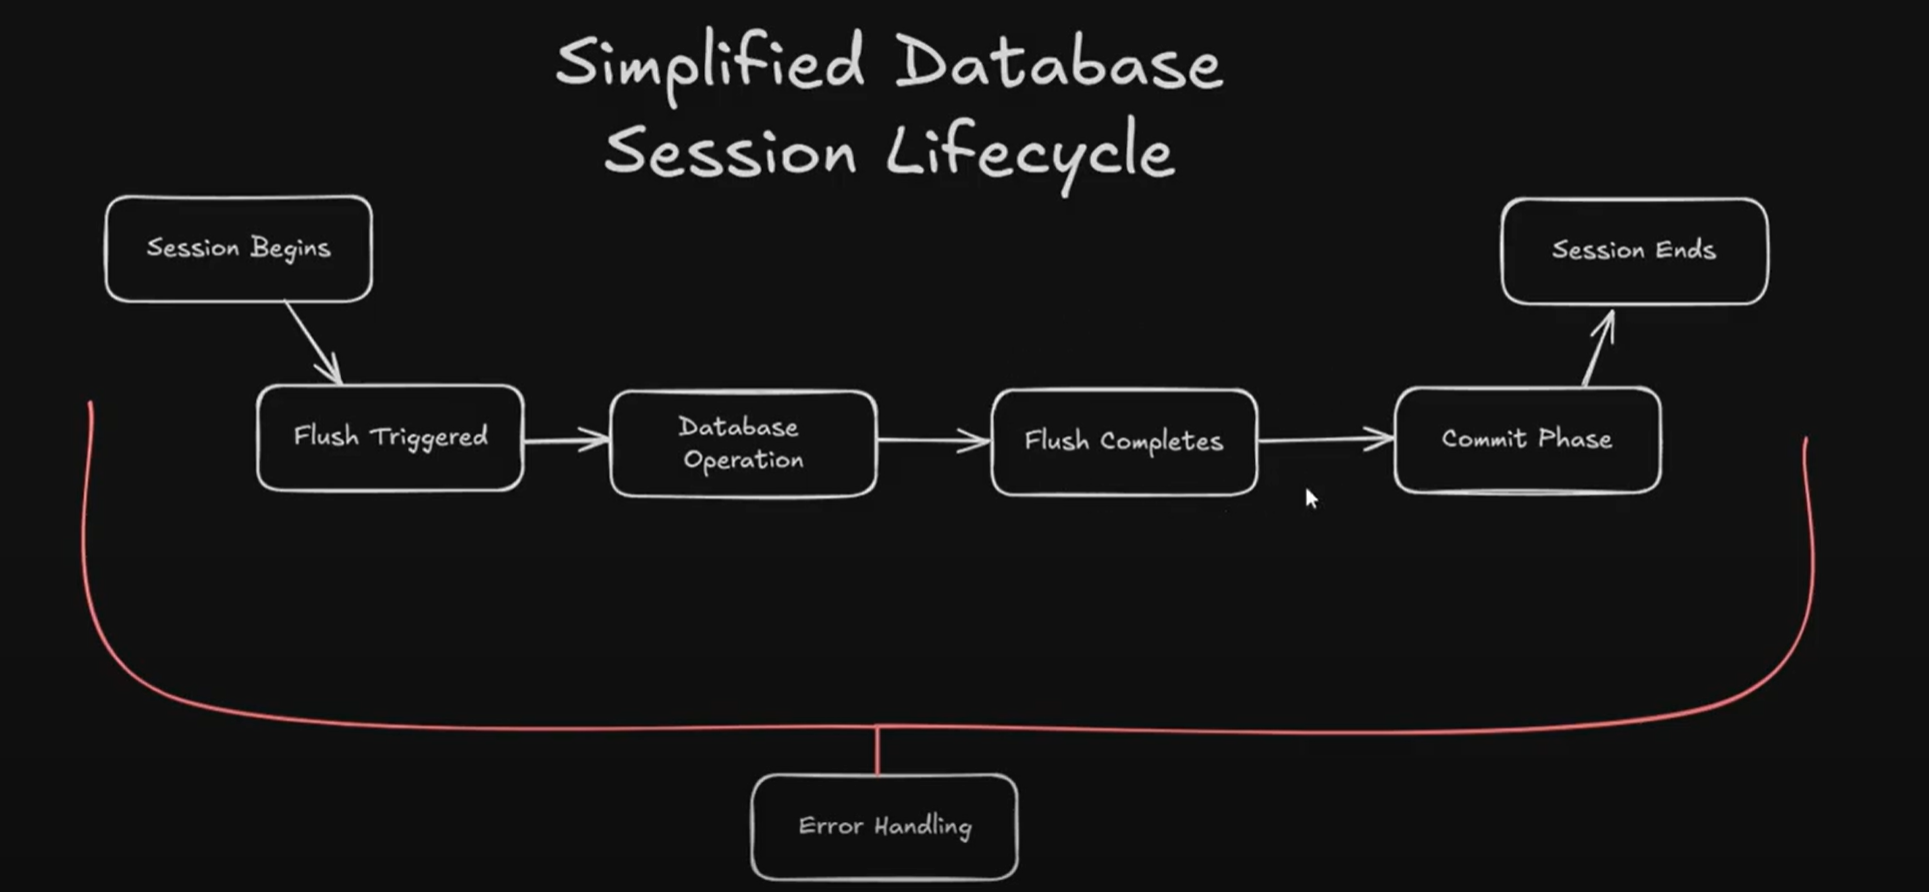 Simplified Database
Session Lifecycle
Session Begins
Session Ends
Flush Triggered
Database
Operation
Flush Completes
Commit Phase
Error Handling